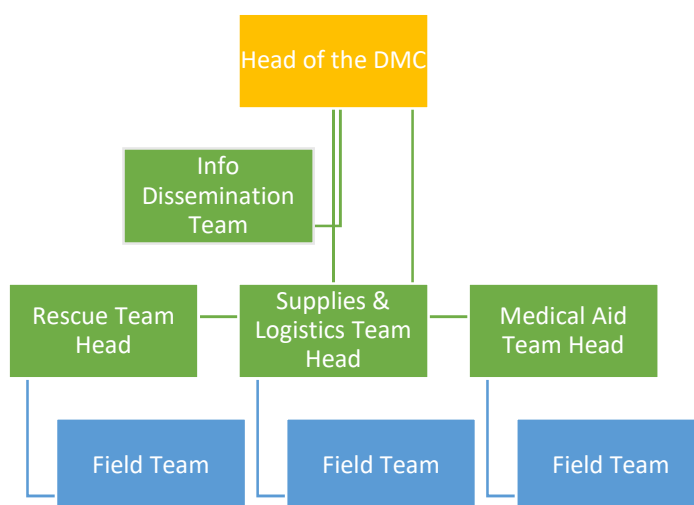 Head of the DMC
Info
Dissemination
Team
Rescue Team
Head
Supplies &
Logistics Team
Head
Medical Aid
Team Head
Field Team
Field Team
Field Team